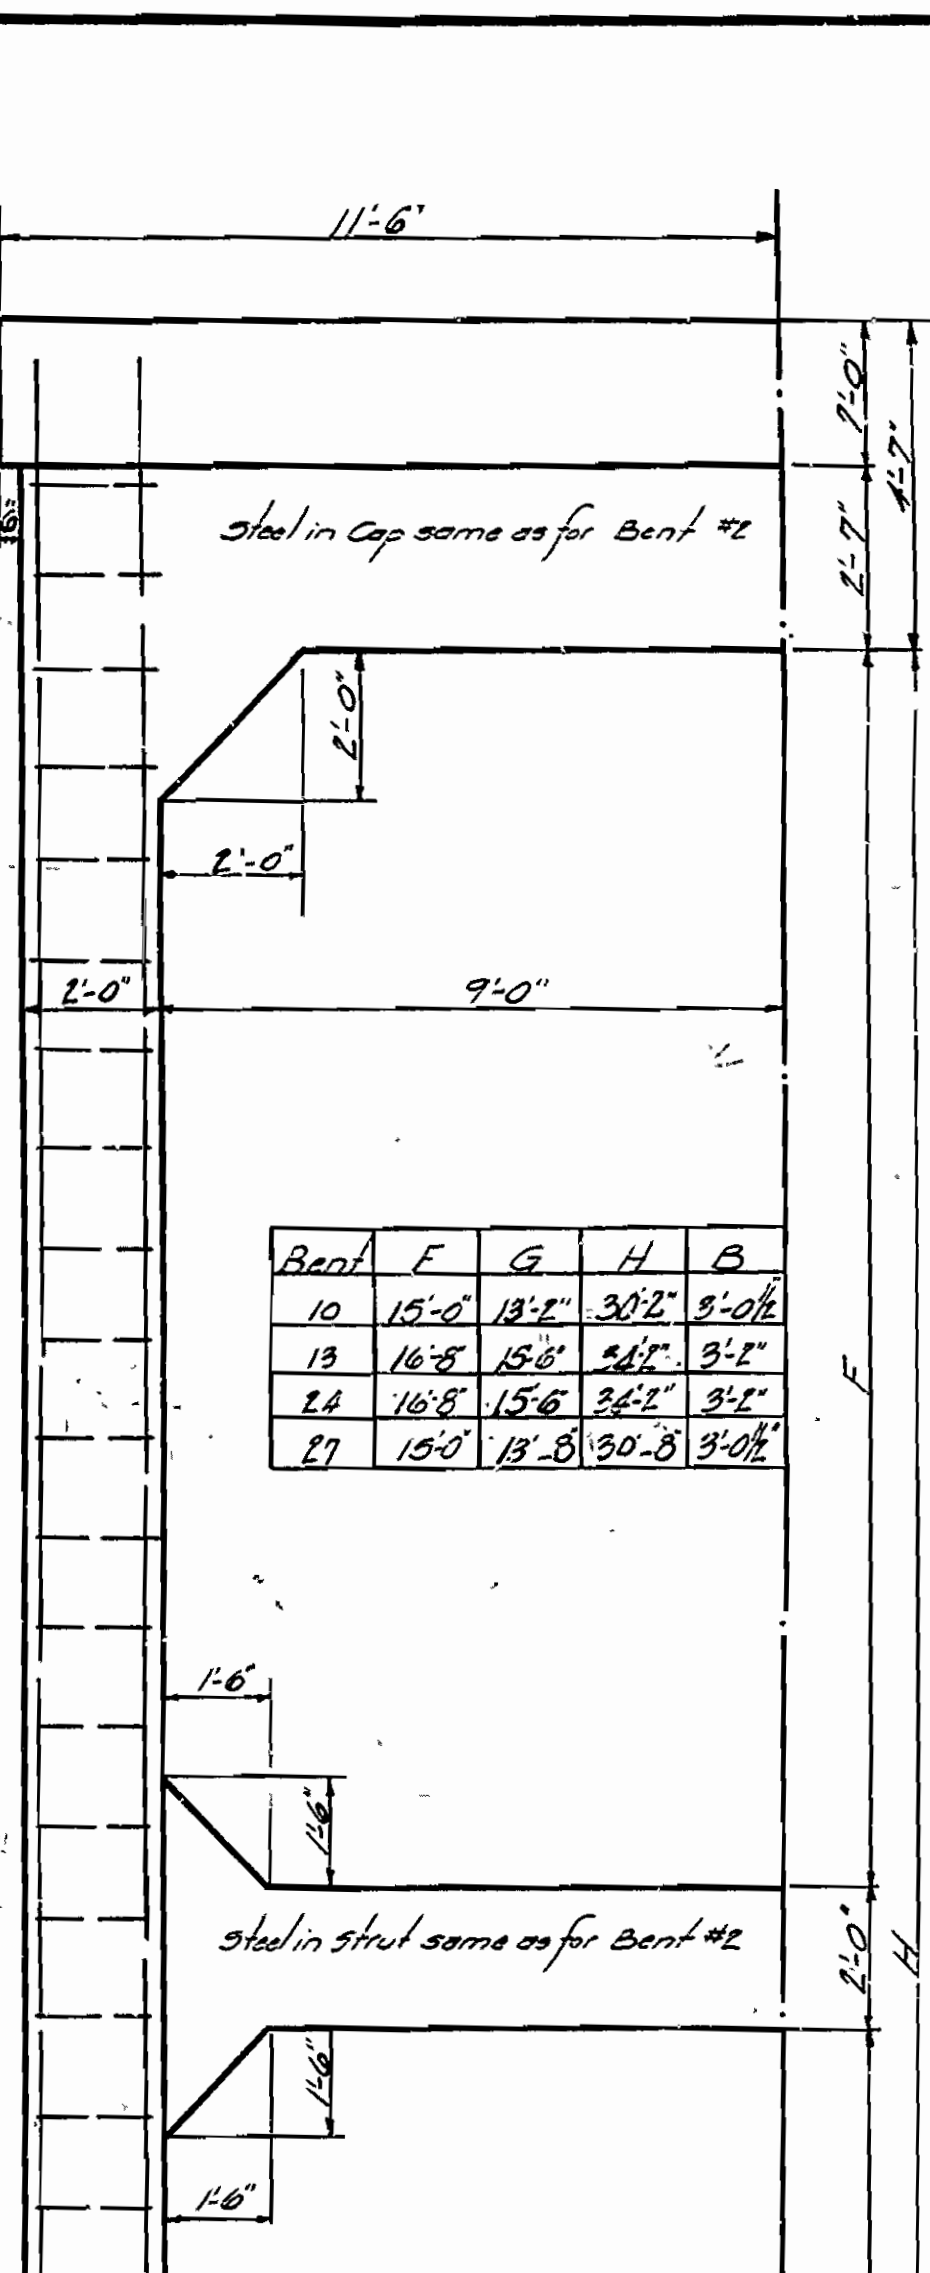 11'-6"
2'-0"
4'-7"
6"
Steel in Cap same as for Bent #2
2'-7"
2'-0"
2'-0"
2'-0"
9'-0"
Bent F G H B
10 15'-0" 13'-2" 30'-2" 3'-0½"
13 16'-8" 15'-6" 34'-2" 3'-2"
24 16'-8" 15'-6" 34'-2" 3'-2"
27 15'-0" 13'-8" 30'-8" 3'-0½"
F
1'-6"
1'-6"
Steel in Strut same as for Bent #2
2'-0"
H
1'-6"
1'-6"